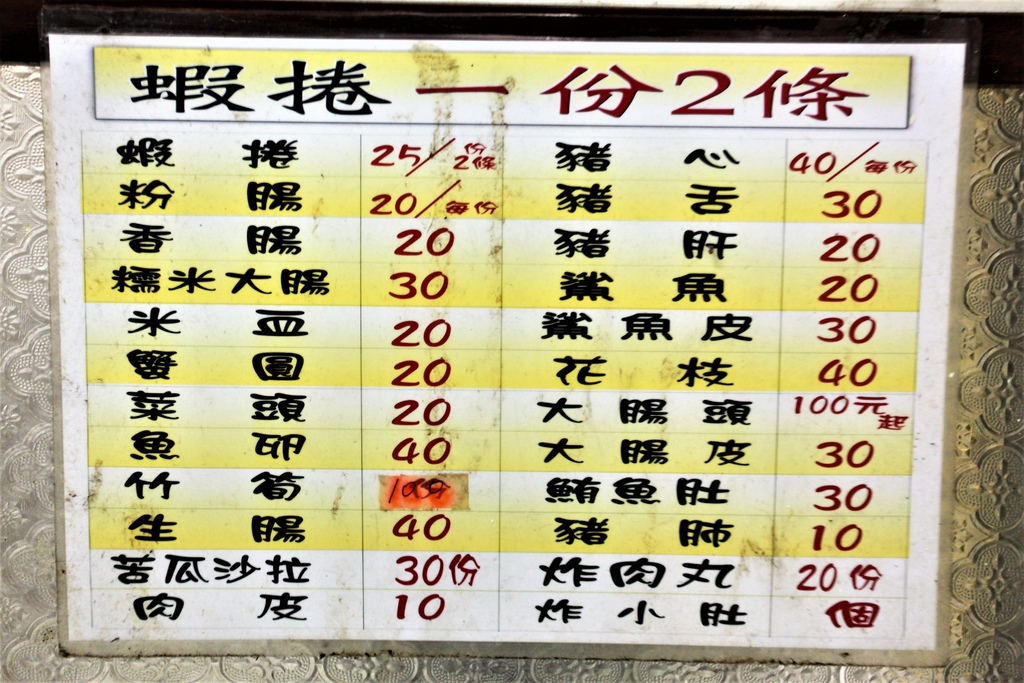 蝦捲一份2條
蝦捲 25/份2條 豬心 40/每份
粉腸 20/每份 豬舌 30
香腸 20 豬肝 20
糯米大腸 30 鯊魚 20
米血 20 鯊魚皮 30
蟹圓 20 花枝 40
菜頭 20 大腸頭 100元起
魚卵 40 大腸皮 30
竹筍 鮪魚肚 30
生腸 40 豬肺 10
苦瓜沙拉 30份 炸肉丸 20份
肉皮 10 炸小肚 個